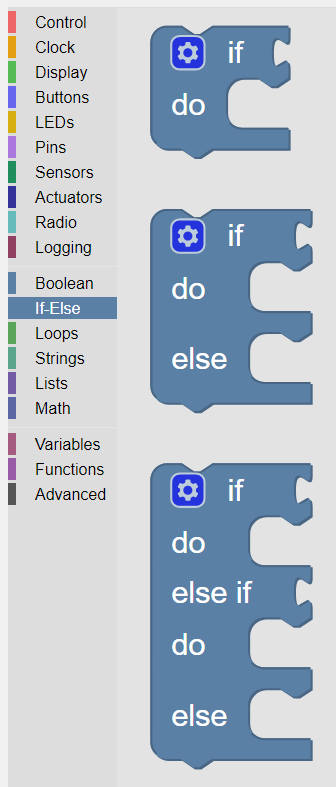 Control
Clock
Display
Buttons
LEDs
Pins
Sensors
Actuators
Radio
Logging
Boolean
If-Else
Loops
Strings
Lists
Math
Variables
Functions
Advanced
if
do
if
do
else
if
do
else if
do
else